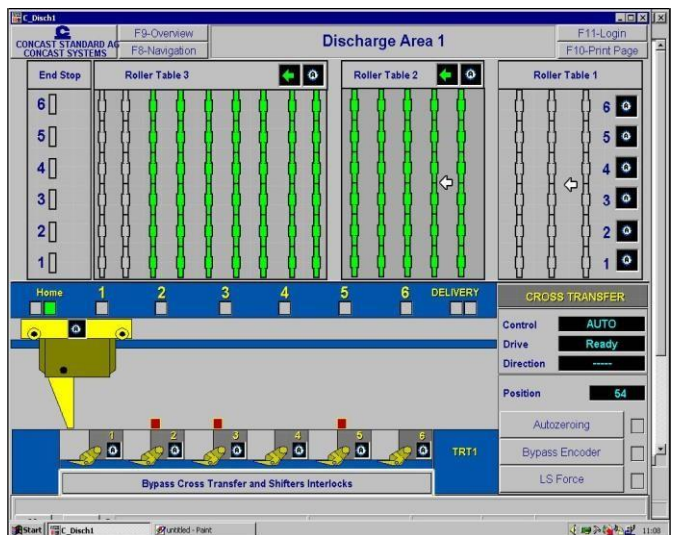 C_Disch1
CONCAST STANDARD AG
CONCAST SYSTEMS
F9-Overview
F8-Navigation
Discharge Area 1
F11-Login
F10-Print Page
End Stop
Roller Table 3
A
Roller Table 2
A
Roller Table 1
6
6 A
5
5 A
4
4 A
3
3 A
2
2 A
1
1 A
Home 1 2 3 4 5 6 DELIVERY
CROSS TRANSFER
A
Control AUTO
Drive Ready
Direction -----
Position 54
Autozeroing
Bypass Encoder
LS Force
1 2 3 4 5 6
A A A A A A
TRT1
Bypass Cross Transfer and Shifters Interlocks
Start C_Disch1 untitled - Paint 11:08